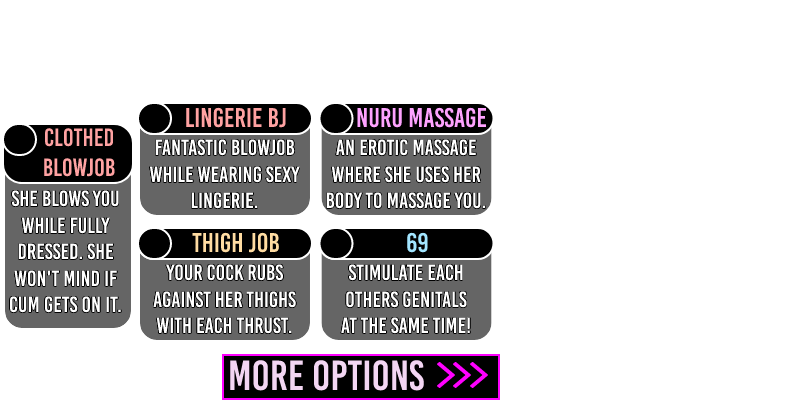 CLOTHED
BLOWJOB
SHE BLOWS YOU
WHILE FULLY
DRESSED. SHE
WON'T MIND IF
CUM GETS ON IT.
LINGERIE BJ
FANTASTIC BLOWJOB
WHILE WEARING SEXY
LINGERIE.
NURU MASSAGE
AN EROTIC MASSAGE
WHERE SHE USES HER
BODY TO MASSAGE YOU.
THIGH JOB
YOUR COCK RUBS
AGAINST HER THIGHS
WITH EACH THRUST.
69
STIMULATE EACH
OTHERS GENITALS
AT THE SAME TIME!
MORE OPTIONS >>>